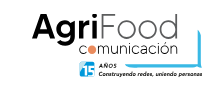 AgriFood
comunicación
15 AÑOS
Construyendo redes, uniendo personas